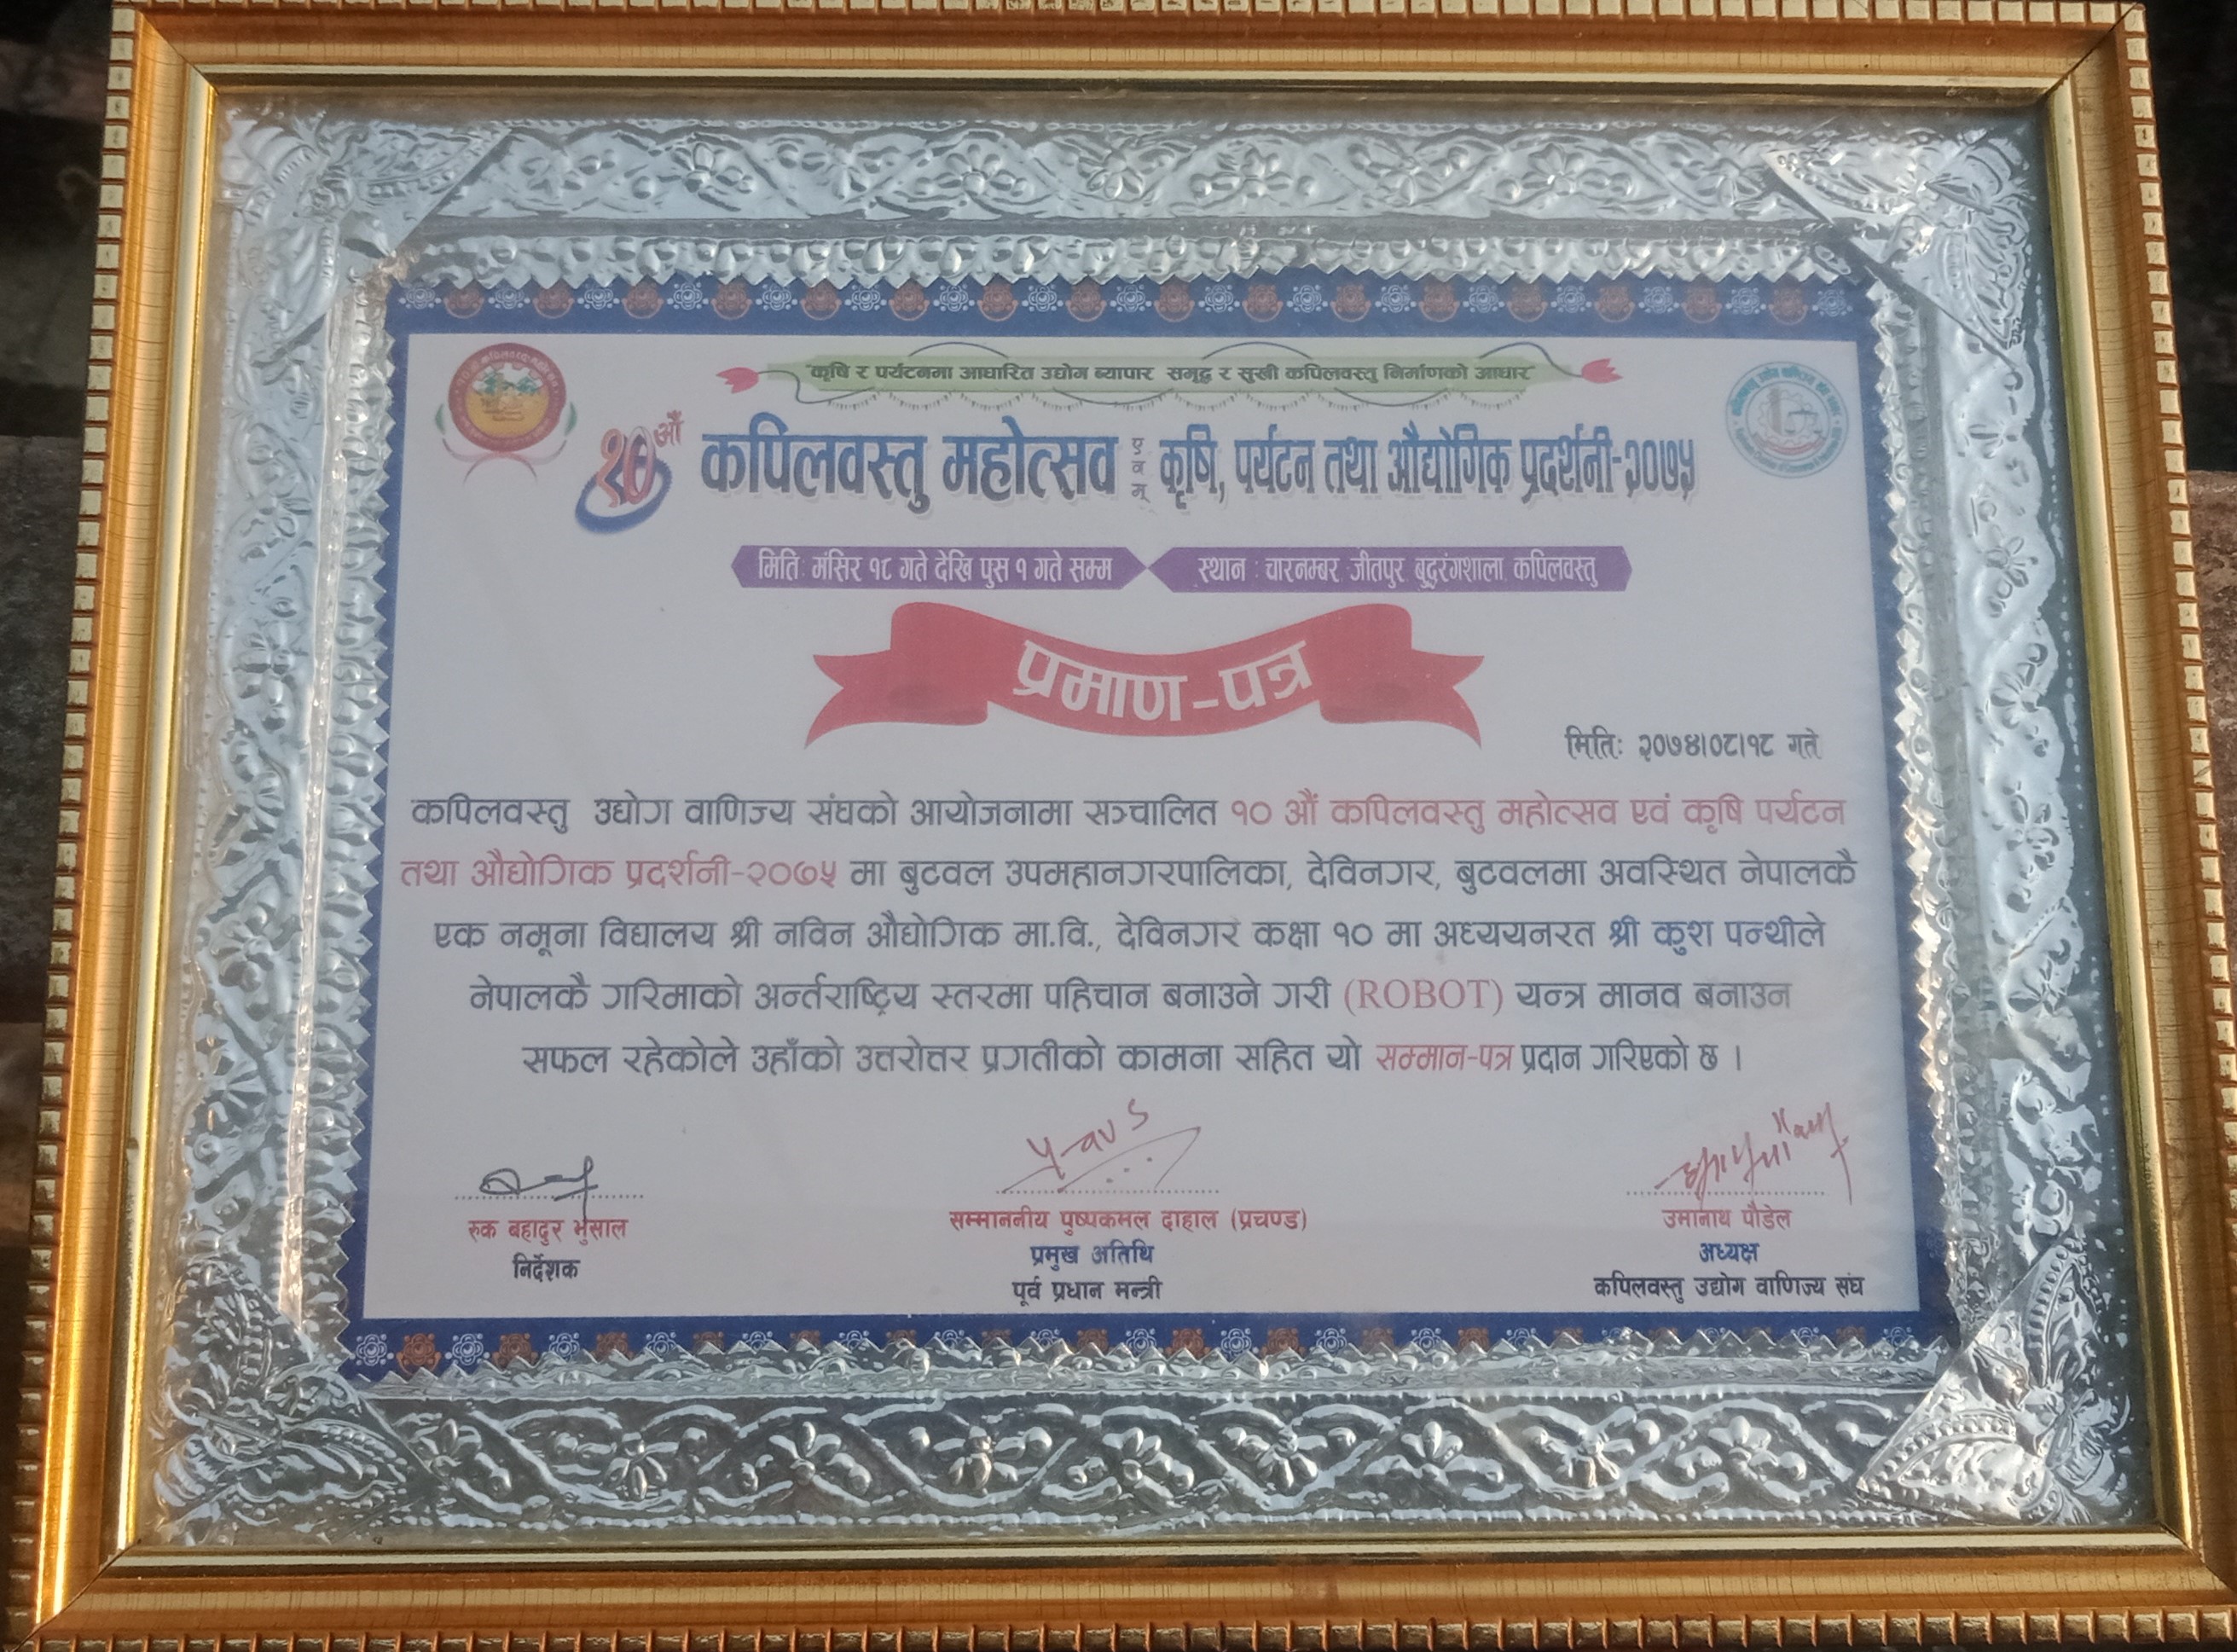 कृषि र पर्यटनमा आधारित उद्योग ब्यापार समृद्ध र सुखी कपिलवस्तु निर्माणको आधार
१०औं कपिलवस्तु महोत्सव एवम् कृषि, पर्यटन तथा औद्योगिक प्रदर्शनी-२०७५
मिति: मंसिर १८ गते देखि पुस १ गते सम्म स्थान : चारनम्बर जीतपुर बुद्धरंगशाला कपिलवस्तु
प्रमाण-पत्र
मिति: २०७४।०८।१८ गते
कपिलवस्तु उद्योग वाणिज्य संघको आयोजनामा सञ्चालित १० औं कपिलवस्तु महोत्सव एवं कृषि पर्यटन
तथा औद्योगिक प्रदर्शनी-२०७५ मा बुटवल उपमहानगरपालिका, देविनगर, बुटवलमा अवस्थित नेपालकै
एक नमूना विद्यालय श्री नविन औद्योगिक मा.वि., देविनगर कक्षा १० मा अध्ययनरत श्री कुश पन्थीले
नेपालकै गरिमाको अर्न्तराष्ट्रिय स्तरमा पहिचान बनाउने गरी (ROBOT) यन्त्र मानव बनाउन
सफल रहेकोले उहाँको उत्तरोत्तर प्रगतीको कामना सहित यो सम्मान-पत्र प्रदान गरिएको छ ।
रुक बहादुर भुसाल सम्माननीय पुष्पकमल दाहाल (प्रचण्ड) उमानाथ पौडेल
निर्देशक प्रमुख अतिथि अध्यक्ष
पूर्व प्रधान मन्त्री कपिलवस्तु उद्योग वाणिज्य संघ